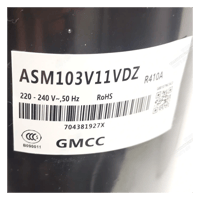 ASM103V11VDZ R410A
220 - 240 V~,50 Hz RoHS
704381927X
GMCC